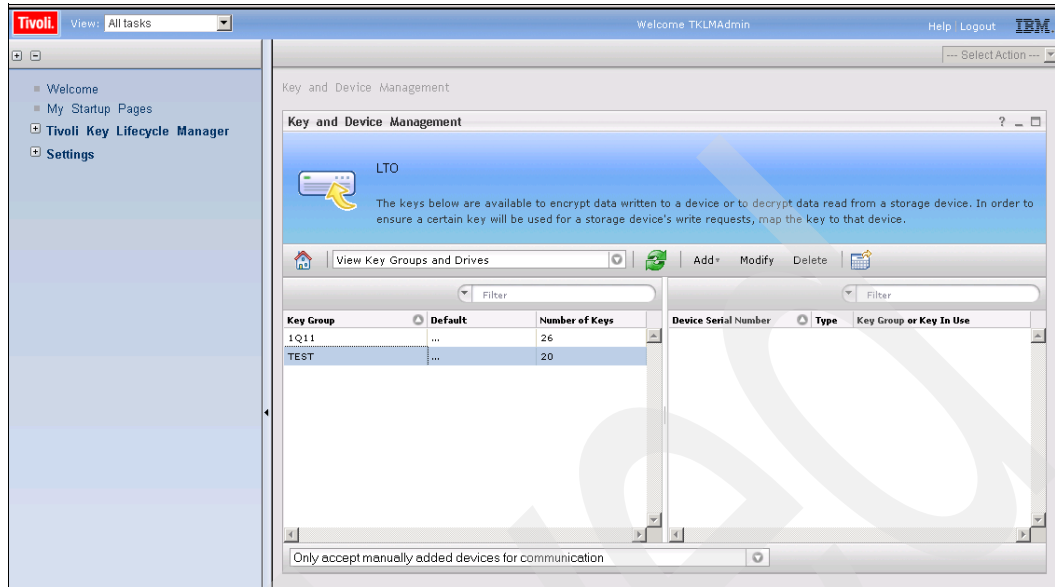 Tivoli. View: All tasks Welcome TKLMAdmin Help | Logout IBM.
--- Select Action ---
Welcome
My Startup Pages
Tivoli Key Lifecycle Manager
Settings
Key and Device Management
Key and Device Management ?
LTO
The keys below are available to encrypt data written to a device or to decrypt data read from a storage device. In order to
ensure a certain key will be used for a storage device's write requests, map the key to that device.
View Key Groups and Drives Add Modify Delete
Filter Filter
Key Group Default Number of Keys Device Serial Number Type Key Group or Key In Use
1Q11 ... 26
TEST ... 20
Only accept manually added devices for communication